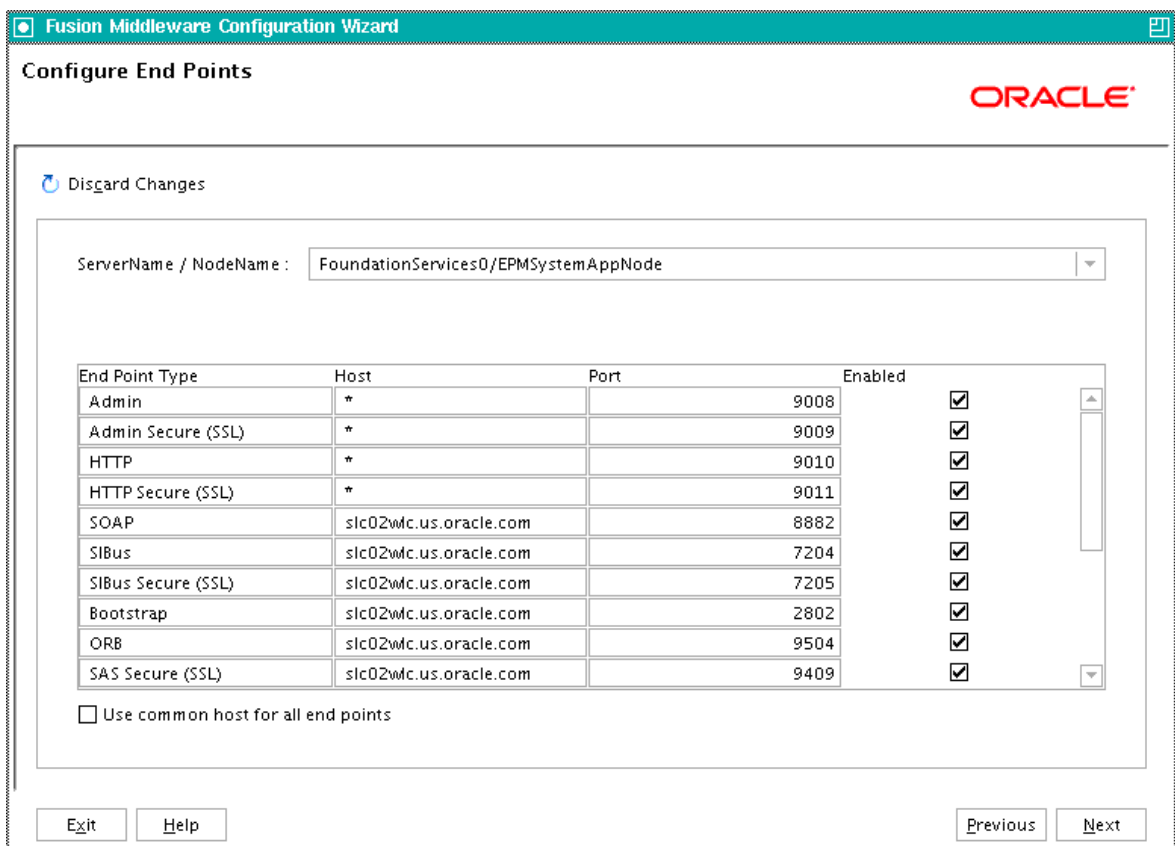 Fusion Middleware Configuration Wizard
Configure End Points
ORACLE
Discard Changes
ServerName / NodeName : FoundationServices0/EPMSystemAppNode
End Point Type Host Port Enabled
Admin * 9008
Admin Secure (SSL) * 9009
HTTP * 9010
HTTP Secure (SSL) * 9011
SOAP slc02wlc.us.oracle.com 8882
SIBus slc02wlc.us.oracle.com 7204
SIBus Secure (SSL) slc02wlc.us.oracle.com 7205
Bootstrap slc02wlc.us.oracle.com 2802
ORB slc02wlc.us.oracle.com 9504
SAS Secure (SSL) slc02wlc.us.oracle.com 9409
Use common host for all end points
Exit Help Previous Next